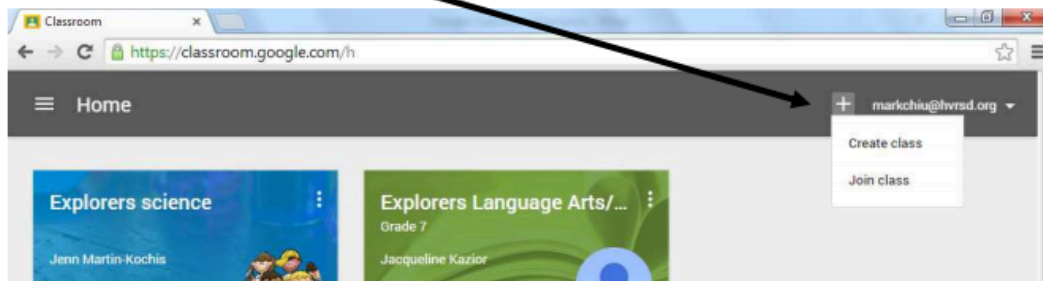 Classroom
https://classroom.google.com/h
Home
markchiu@hvrsd.org
Create class
Join class
Explorers science
Jenn Martin-Kochis
Explorers Language Arts/...
Grade 7
Jacqueline Kazior